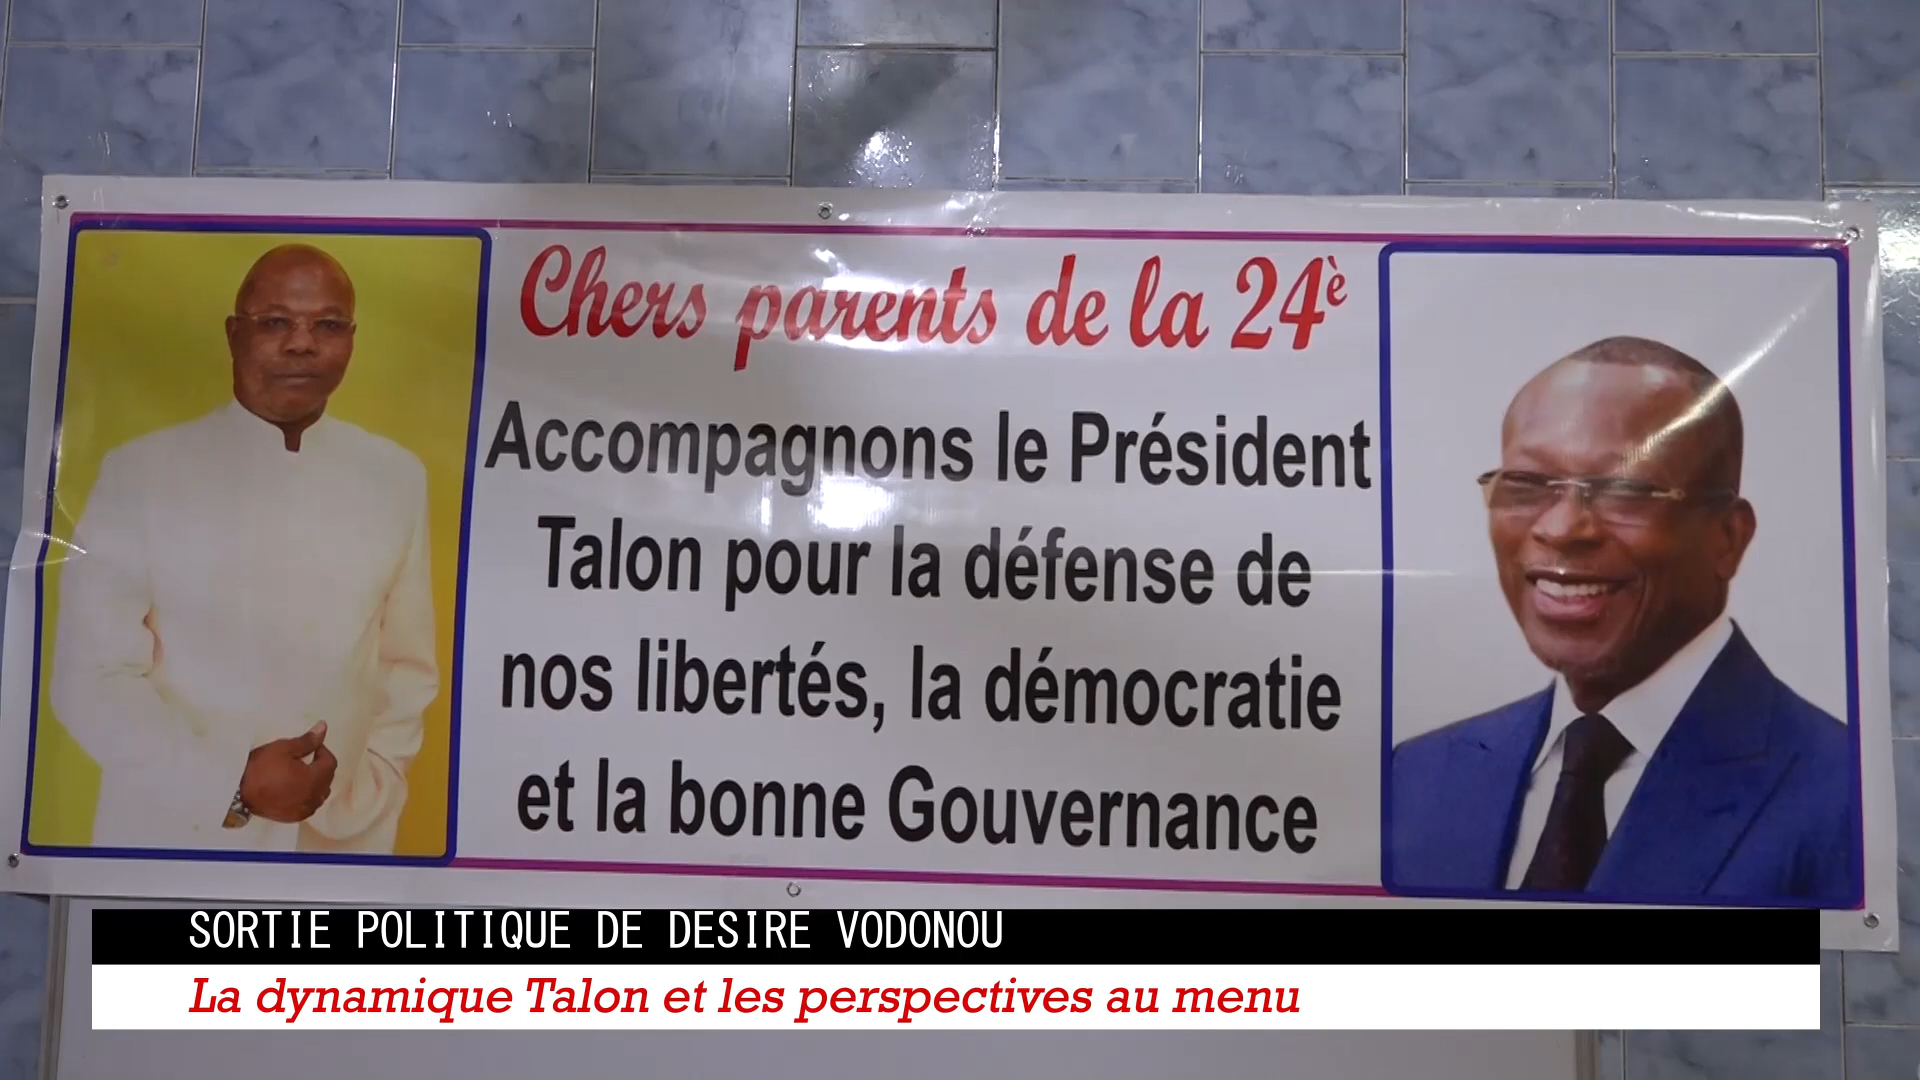 Chers parents de la 24è
Accompagnons le Président
Talon pour la défense de
nos libertés, la démocratie
et la bonne Gouvernance
SORTIE POLITIQUE DE DESIRE VODONOU
La dynamique Talon et les perspectives au menu